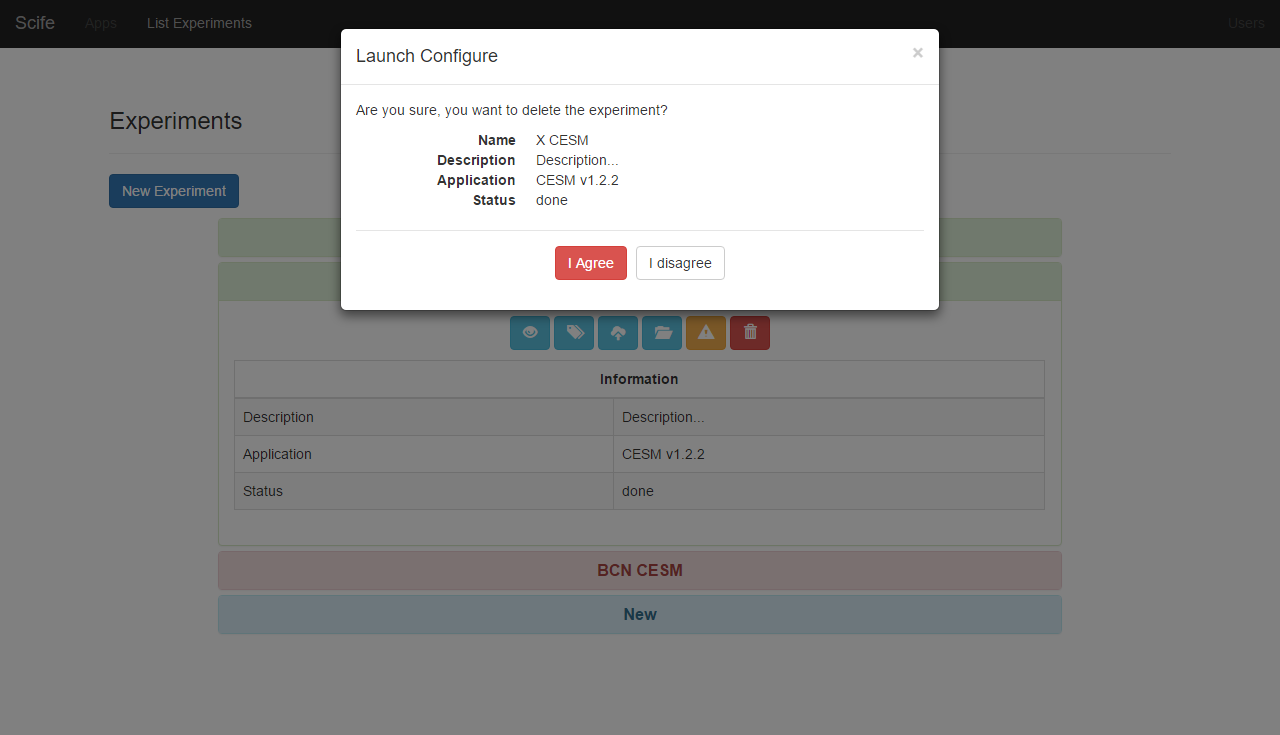 Scife Apps List Experiments Users
Launch Configure ×
Are you sure, you want to delete the experiment?
Name X CESM
Description Description...
Application CESM v1.2.2
Status done
I Agree I disagree
Experiments
New Experiment
Information
Description Description...
Application CESM v1.2.2
Status done
BCN CESM
New